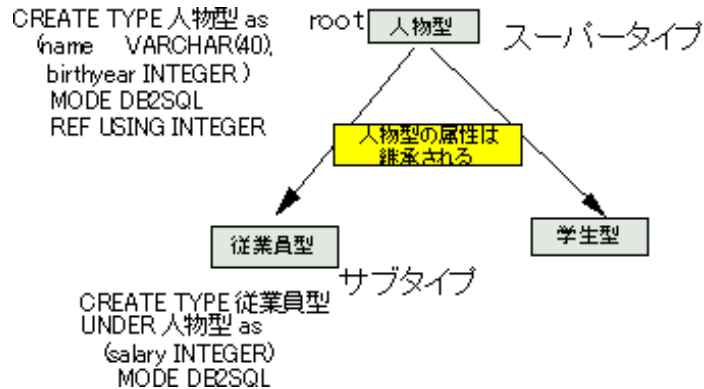 CREATE TYPE 人物型 as
(name VARCHAR(40),
birthyear INTEGER )
MODE DB2SQL
REF USING INTEGER
root
人物型
スーパータイプ
人物型の属性は
継承される
従業員型
学生型
サブタイプ
CREATE TYPE 従業員型
UNDER 人物型 as
(salary INTEGER)
MODE DB2SQL